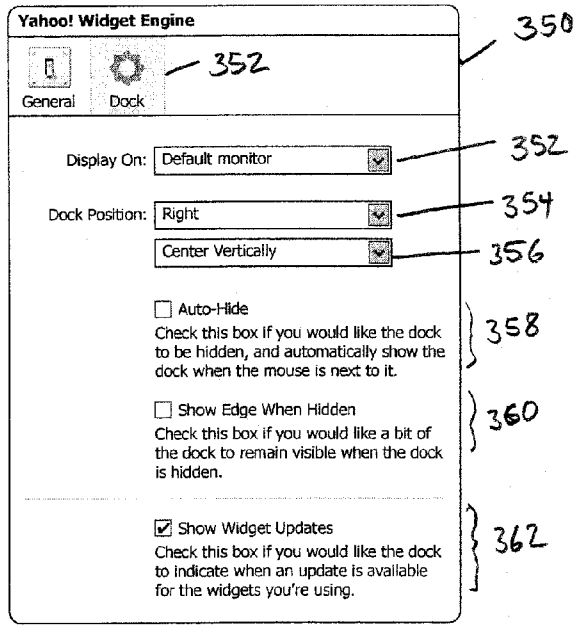 Yahoo! Widget Engine
350
352
General Dock
Display On: Default monitor
352
Dock Position: Right
354
Center Vertically
356
Auto-Hide
Check this box if you would like the dock
to be hidden, and automatically show the
dock when the mouse is next to it.
358
Show Edge When Hidden
Check this box if you would like a bit of
the dock to remain visible when the dock
is hidden.
360
Show Widget Updates
Check this box if you would like the dock
to indicate when an update is available
for the widgets you're using.
362